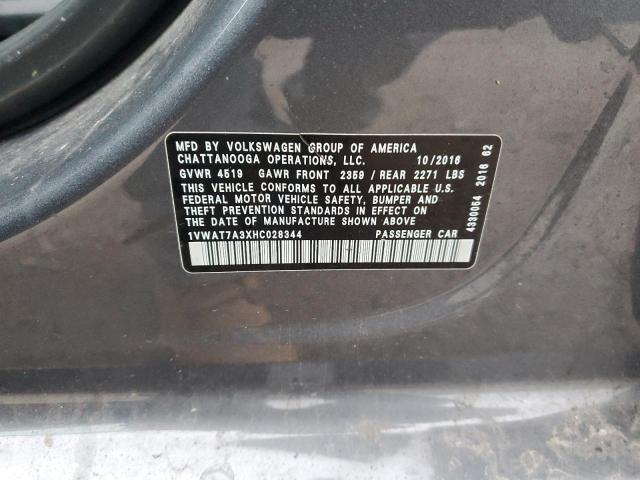 MFD BY VOLKSWAGEN GROUP OF AMERICA
CHATTANOOGA OPERATIONS, LLC. 10/2016
GVWR 4519 GAWR FRONT 2359 / REAR 2271 LBS
THIS VEHICLE CONFORMS TO ALL APPLICABLE U.S.
FEDERAL MOTOR VEHICLE SAFETY, BUMPER AND
THEFT PREVENTION STANDARDS IN EFFECT ON
THE DATE OF MANUFACTURE SHOWN ABOVE.
1VWAT7A3XHC028344 PASSENGER CAR
4330054 2016 62